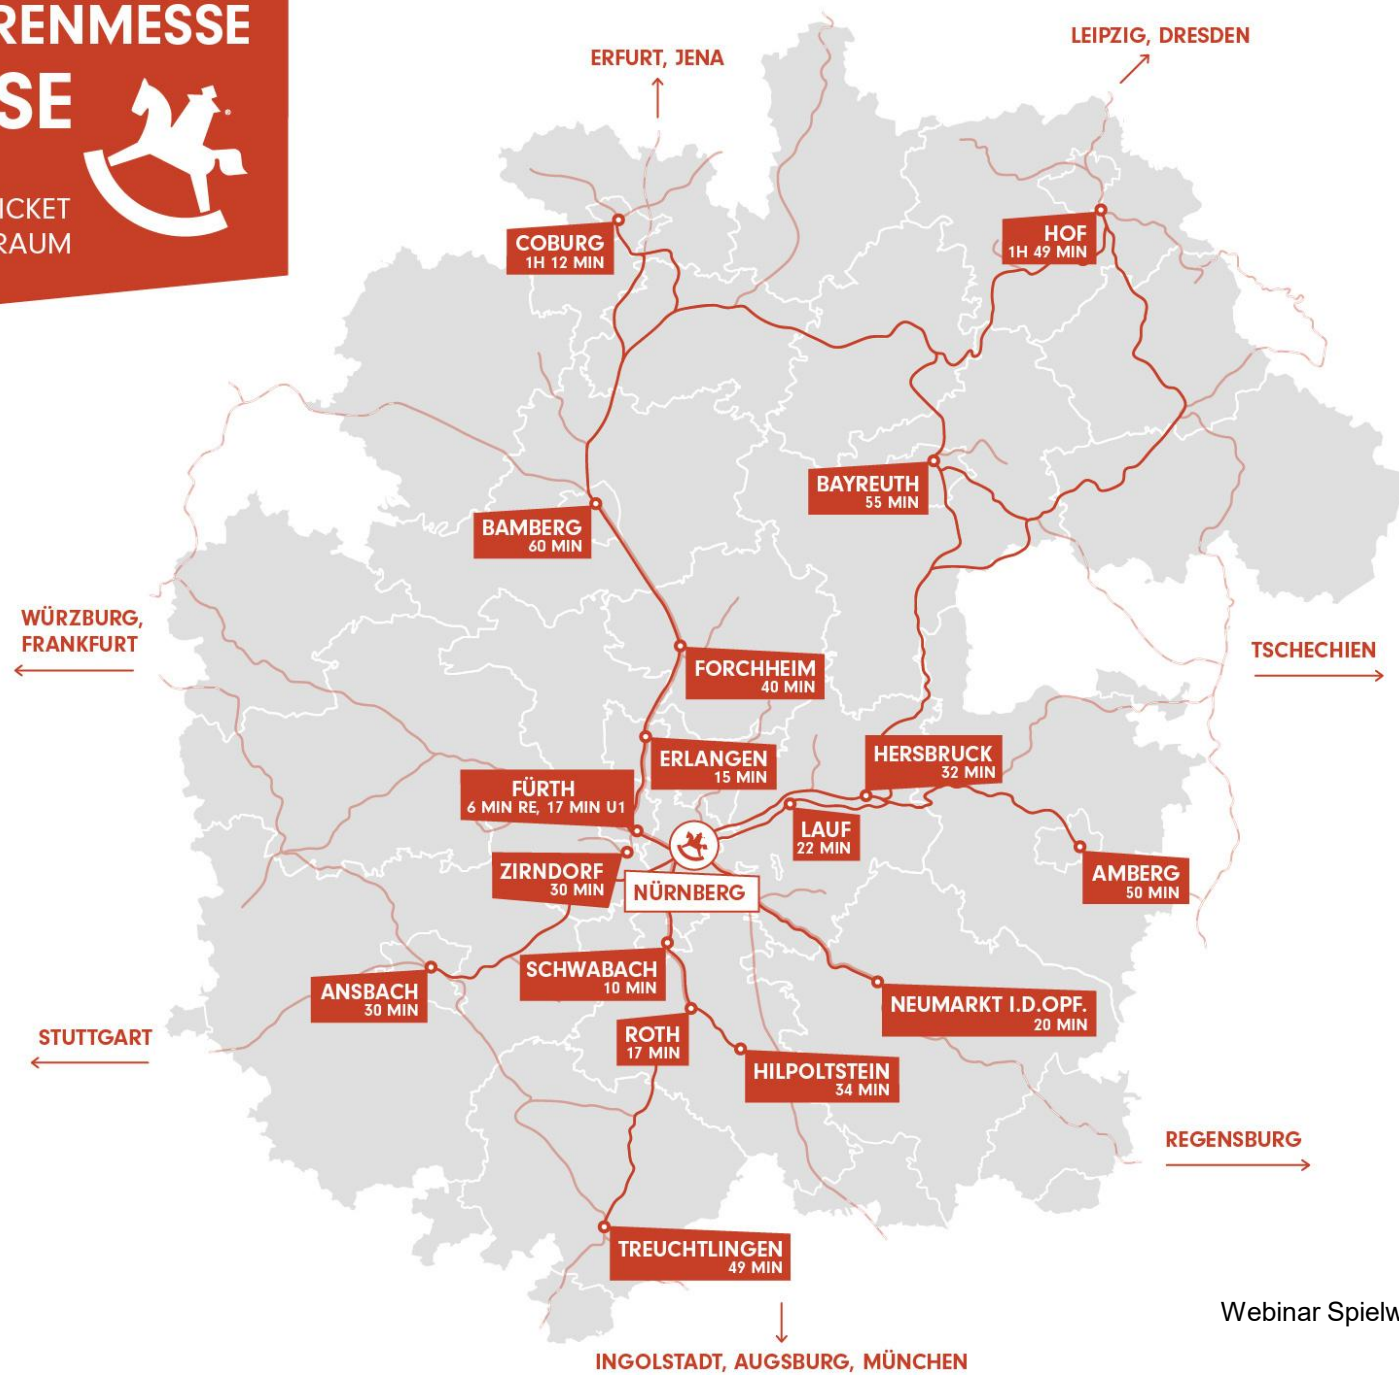 RENMESSE
SE
ICKET
RAUM
ERFURT, JENA
LEIPZIG, DRESDEN
COBURG
1H 12 MIN
HOF
1H 49 MIN
BAYREUTH
55 MIN
BAMBERG
60 MIN
WÜRZBURG,
FRANKFURT
TSCHECHIEN
FORCHHEIM
40 MIN
ERLANGEN
15 MIN
HERSBRUCK
32 MIN
FÜRTH
6 MIN RE, 17 MIN U1
LAUF
22 MIN
ZIRNDORF
30 MIN
NÜRNBERG
AMBERG
50 MIN
SCHWABACH
10 MIN
ANSBACH
30 MIN
NEUMARKT I.D.OPF.
20 MIN
STUTTGART
ROTH
17 MIN
HILPOLTSTEIN
34 MIN
REGENSBURG
TREUCHTLINGEN
49 MIN
Webinar Spielw
INGOLSTADT, AUGSBURG, MÜNCHEN